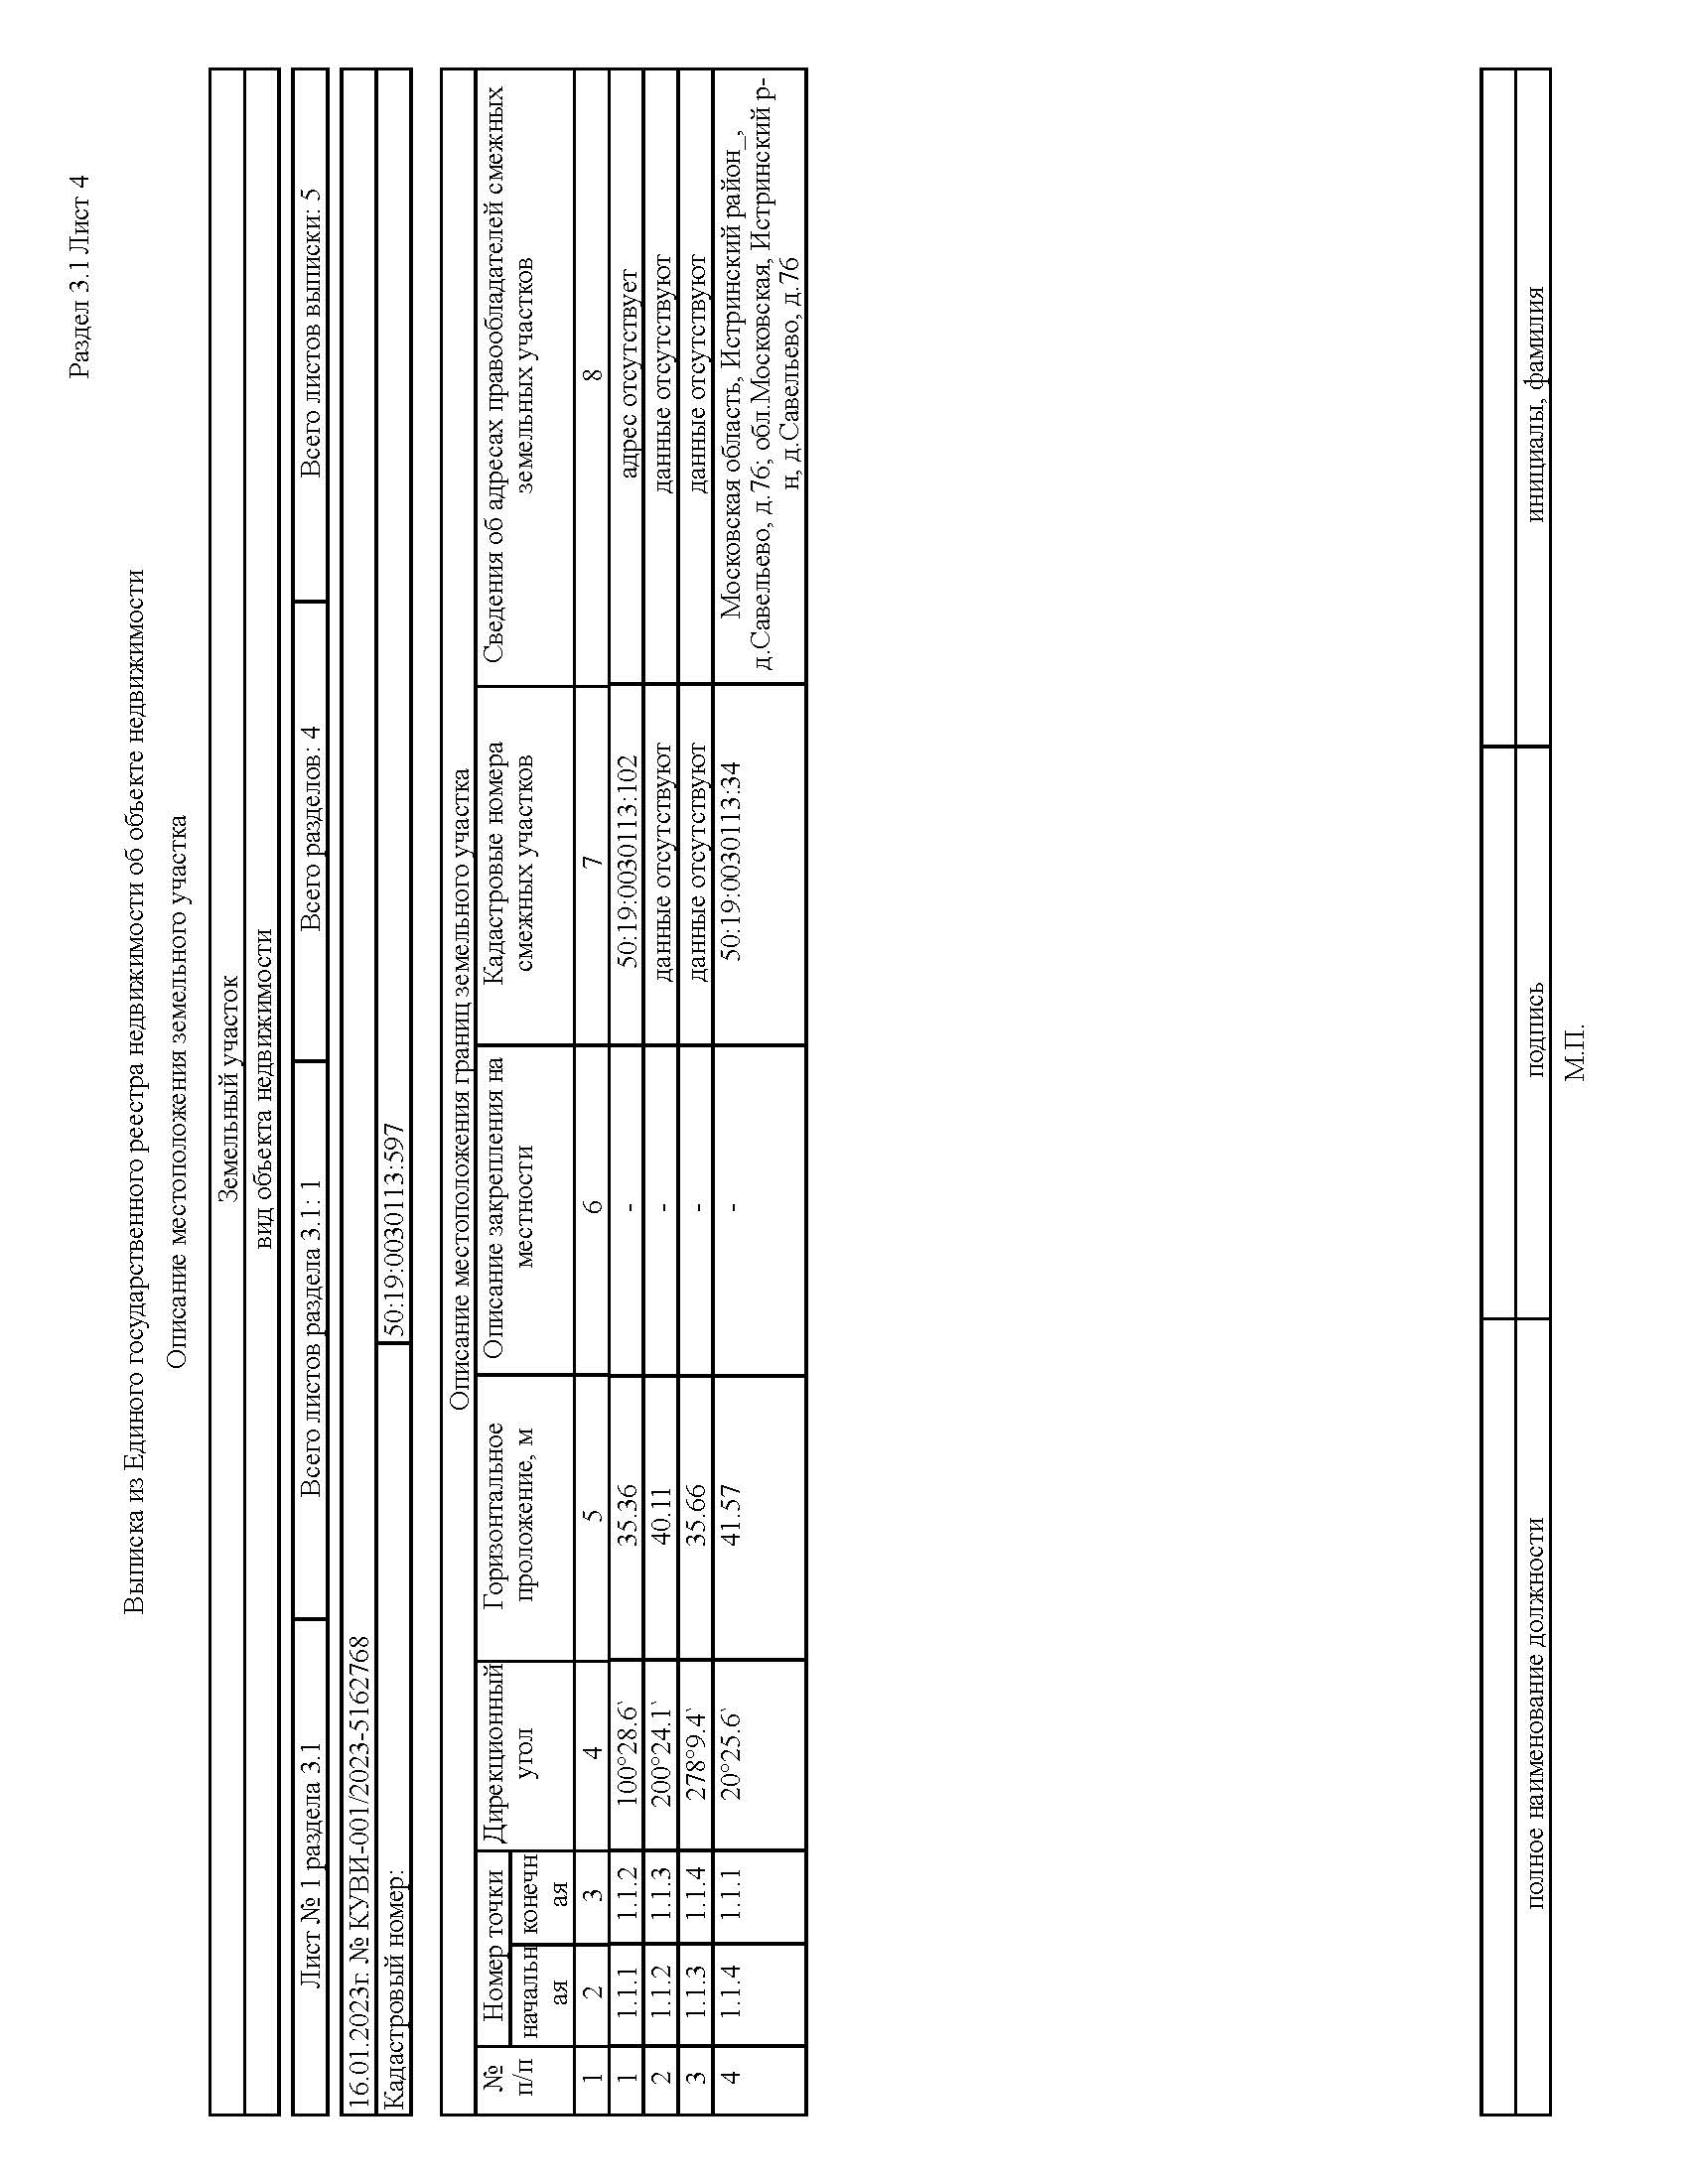 Раздел 3.1 Лист 4
Выписка из Единого государственного реестра недвижимости об объекте недвижимости
Описание местоположения земельного участка
Земельный участок
вид объекта недвижимости
Лист № 1 раздела 3.1 Всего листов раздела 3.1: 1 Всего разделов: 4 Всего листов выписки: 5
16.01.2023г. № КУВИ-001/2023-5162768
Кадастровый номер: 50:19:0030113:597
Описание местоположения границ земельного участка
№ п/п
Номер точки
начальн
ая
конечн
ая
Дирекционный
угол
Горизонтальное
проложение, м
Описание закрепления на
местности
Кадастровые номера
смежных участков
Сведения об адресах правообладателей смежных
земельных участков
1 2 3 4 5 6 7 8
1 1.1.1 1.1.2 100°28.6` 35.36 - 50:19:0030113:102 адрес отсутствует
2 1.1.2 1.1.3 200°24.1` 40.11 - данные отсутствуют данные отсутствуют
3 1.1.3 1.1.4 278°9.4` 35.66 - данные отсутствуют данные отсутствуют
4 1.1.4 1.1.1 20°25.6` 41.57 - 50:19:0030113:34 Московская область, Истринский район_,
д.Савельево, д.76; обл.Московская, Истринский р-
н, д.Савельево, д.76
полное наименование должности подпись инициалы, фамилия
М.П.